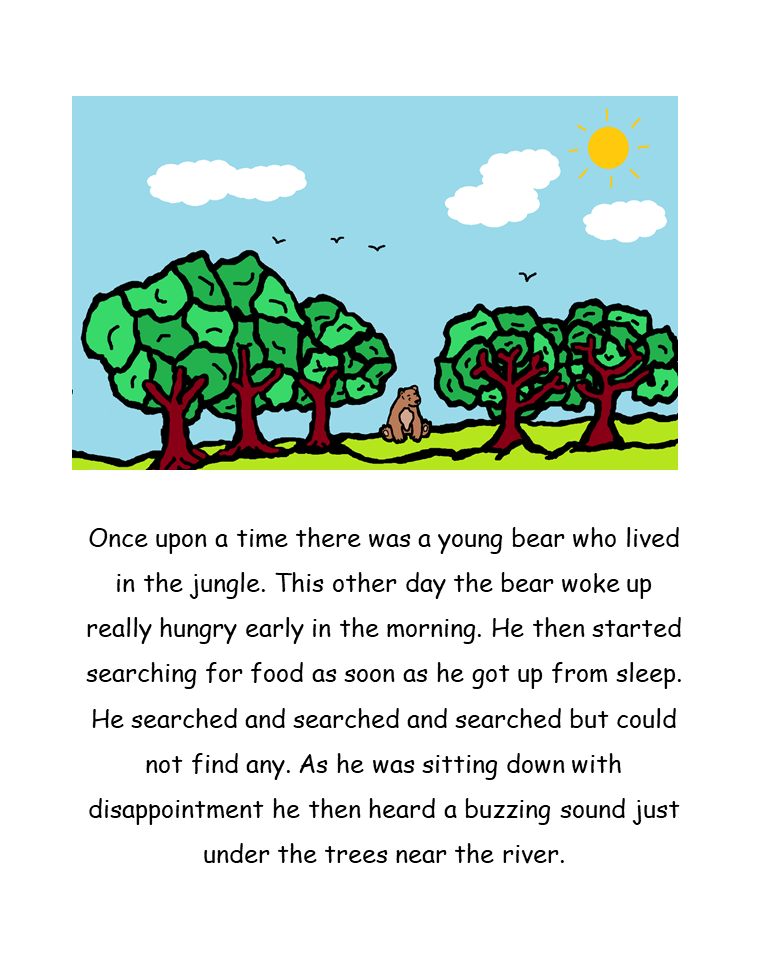 Once upon a time there was a young bear who lived
in the jungle. This other day the bear woke up
really hungry early in the morning. He then started
searching for food as soon as he got up from sleep.
He searched and searched and searched but could
not find any. As he was sitting down with
disappointment he then heard a buzzing sound just
under the trees near the river.